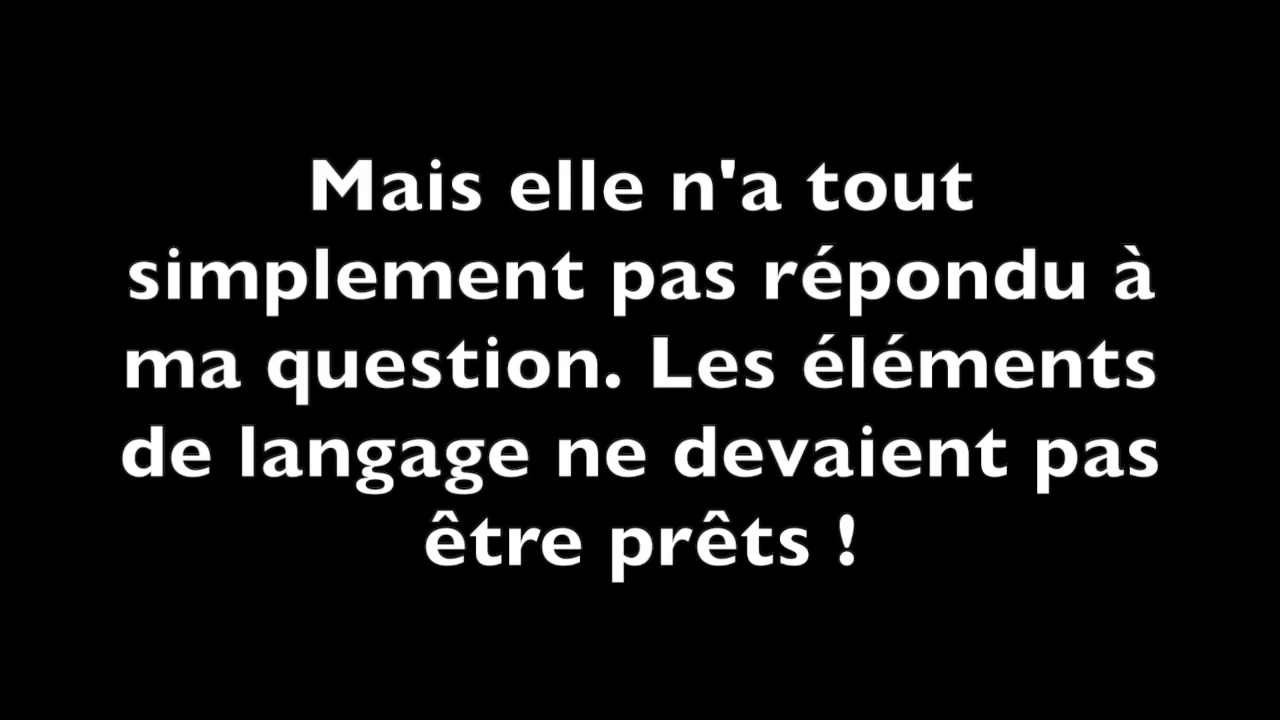 Mais elle n'a tout
simplement pas répondu à
ma question. Les éléments
de langage ne devaient pas
être prêts !